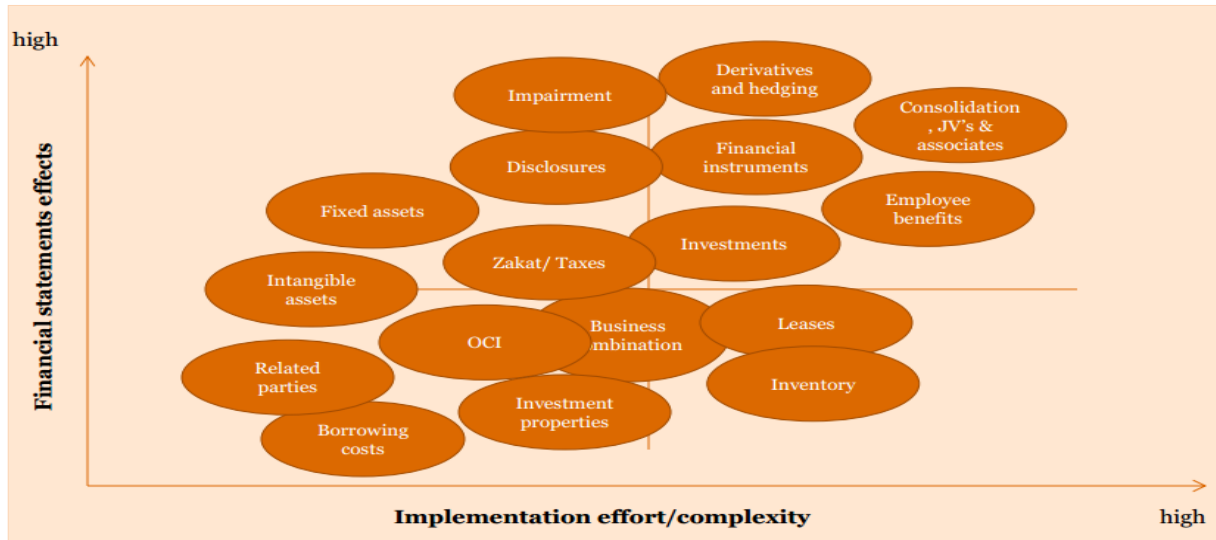 high
Derivatives
and hedging
Impairment
Consolidation
, JV's &
associates
Disclosures
Financial
instruments
Fixed assets
Employee
benefits
Investments
Zakat/ Taxes
Intangible
assets
Leases
OCI
Business
ombination
Related
parties
Inventory
Investment
properties
Borrowing
costs
Financial statements effects
Implementation effort/complexity
high